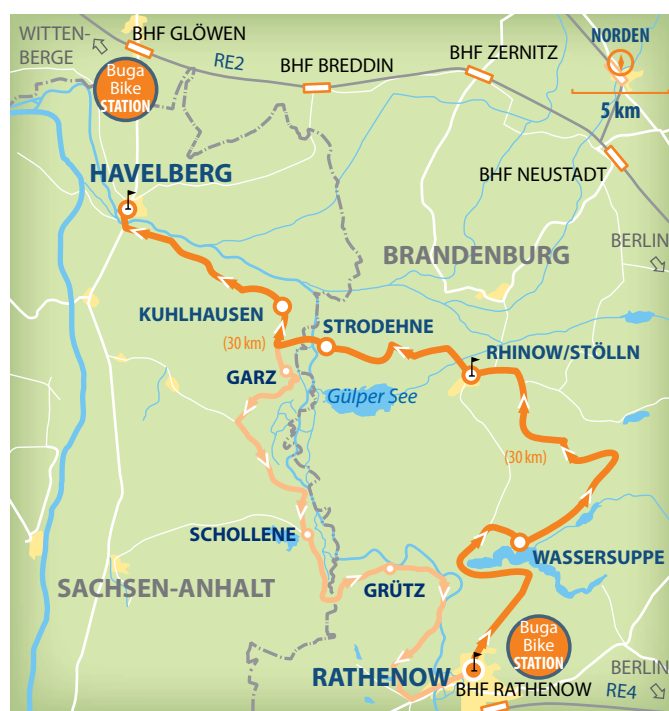 WITTEN-
BERGE
BHF GLÖWEN
RE2
BHF BREDDIN
BHF ZERNITZ
NORDEN
5 km
Buga
Bike
STATION
BHF NEUSTADT
HAVELBERG
BRANDENBURG
BERLIN
KUHLHAUSEN
STRODEHNE
(30 km)
RHINOW/STÖLLN
GARZ
Gülper See
(30 km)
SCHOLLENE
WASSERSUPPE
SACHSEN-ANHALT
GRÜTZ
Buga
Bike
STATION
RATHENOW
BERLIN
BHF RATHENOW
RE4